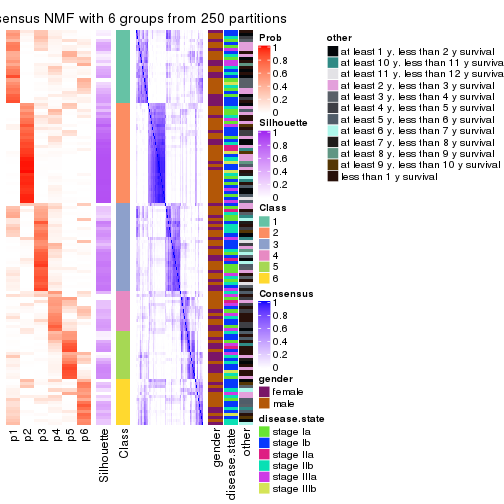 sensus NMF with 6 groups from 250 partitions
Prob
1
0.8
0.6
0.4
0.2
0
Silhouette
1
0.8
0.6
0.4
0.2
0
Class
1
2
3
4
5
6
Consensus
1
0.8
0.6
0.4
0.2
0
gender
female
male
disease.state
stage Ia
stage Ib
stage IIa
stage IIb
stage IIIa
stage IIIb
other
at least 1 y. less than 2 y survival
at least 10 y. less than 11 y survival
at least 11 y. less than 12 y surviva
at least 2 y. less than 3 y survival
at least 3 y. less than 4 y survival
at least 4 y. less than 5 y survival
at least 5 y. less than 6 y survival
at least 6 y. less than 7 y survival
at least 7 y. less than 8 y survival
at least 8 y. less than 9 y survival
at least 9 y. less than 10 y survival
less than 1 y survival
p1
p2
p3
p4
p5
p6
Silhouette
Class
gender
disease.state
other